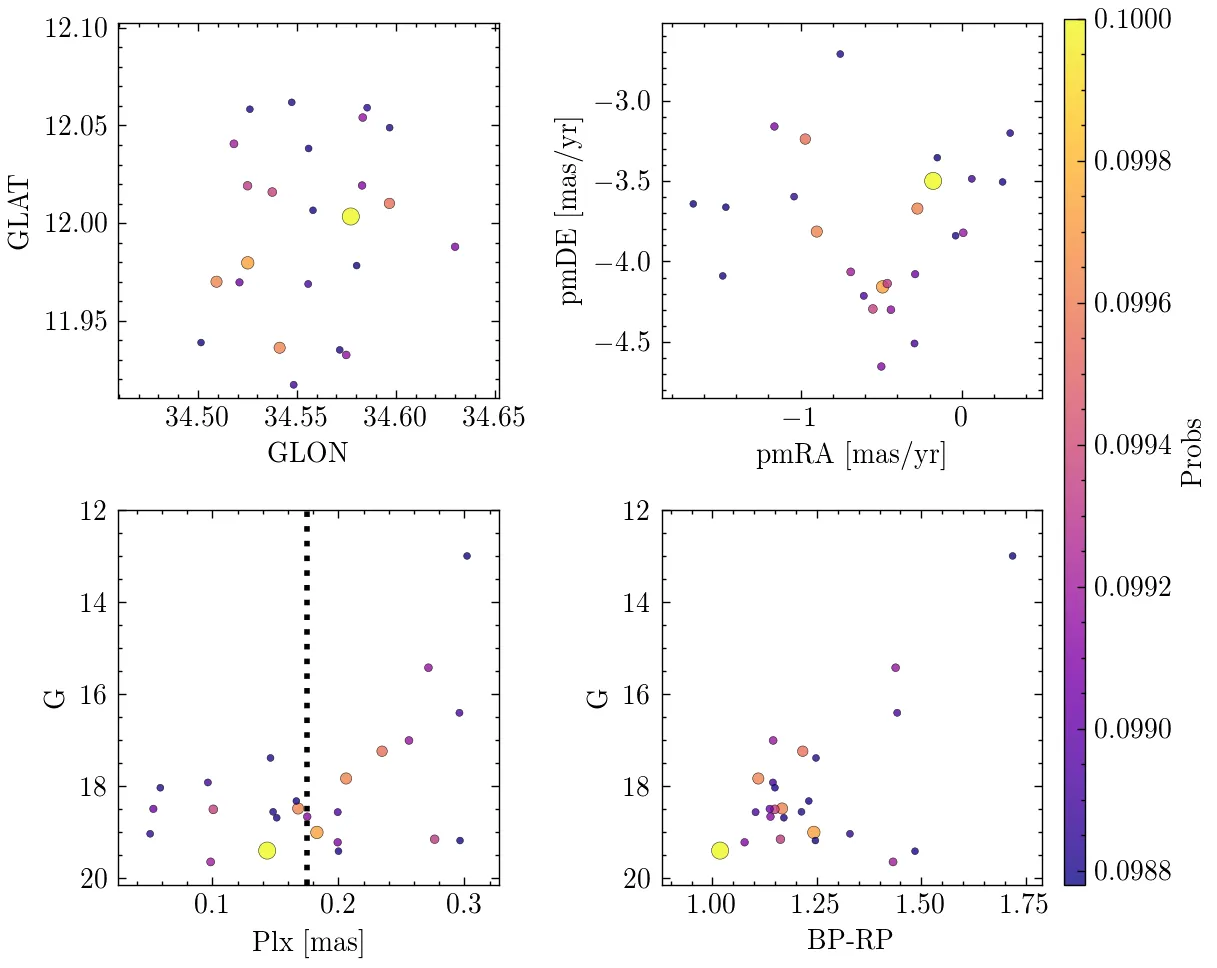 12.10
12.05
12.00
11.95
GLAT
34.50 34.55 34.60 34.65
GLON
−3.0
−3.5
−4.0
−4.5
pmDE [mas/yr]
−1 0
pmRA [mas/yr]
12
14
16
18
20
G
0.1 0.2 0.3
Plx [mas]
12
14
16
18
20
G
1.00 1.25 1.50 1.75
BP-RP
0.1000
0.0998
0.0996
0.0994
0.0992
0.0990
0.0988
Probs